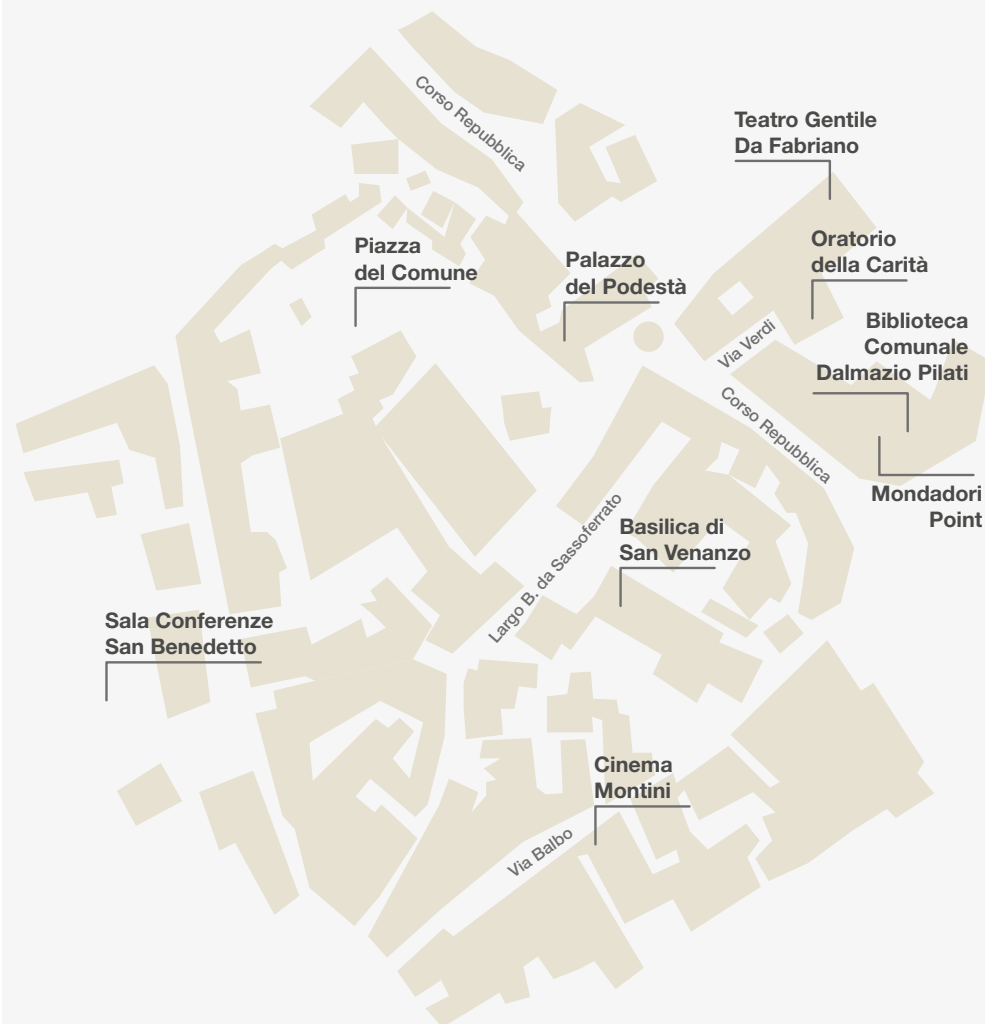 Corso Repubblica
Teatro Gentile
Da Fabriano
Piazza
del Comune
Palazzo
del Podestà
Oratorio
della Carità
Biblioteca
Comunale
Dalmazio Pilati
Via Verdi
Corso Repubblica
Mondadori
Point
Largo B. da Sassoferrato
Basilica di
San Venanzo
Sala Conferenze
San Benedetto
Cinema
Montini
Via Balbo